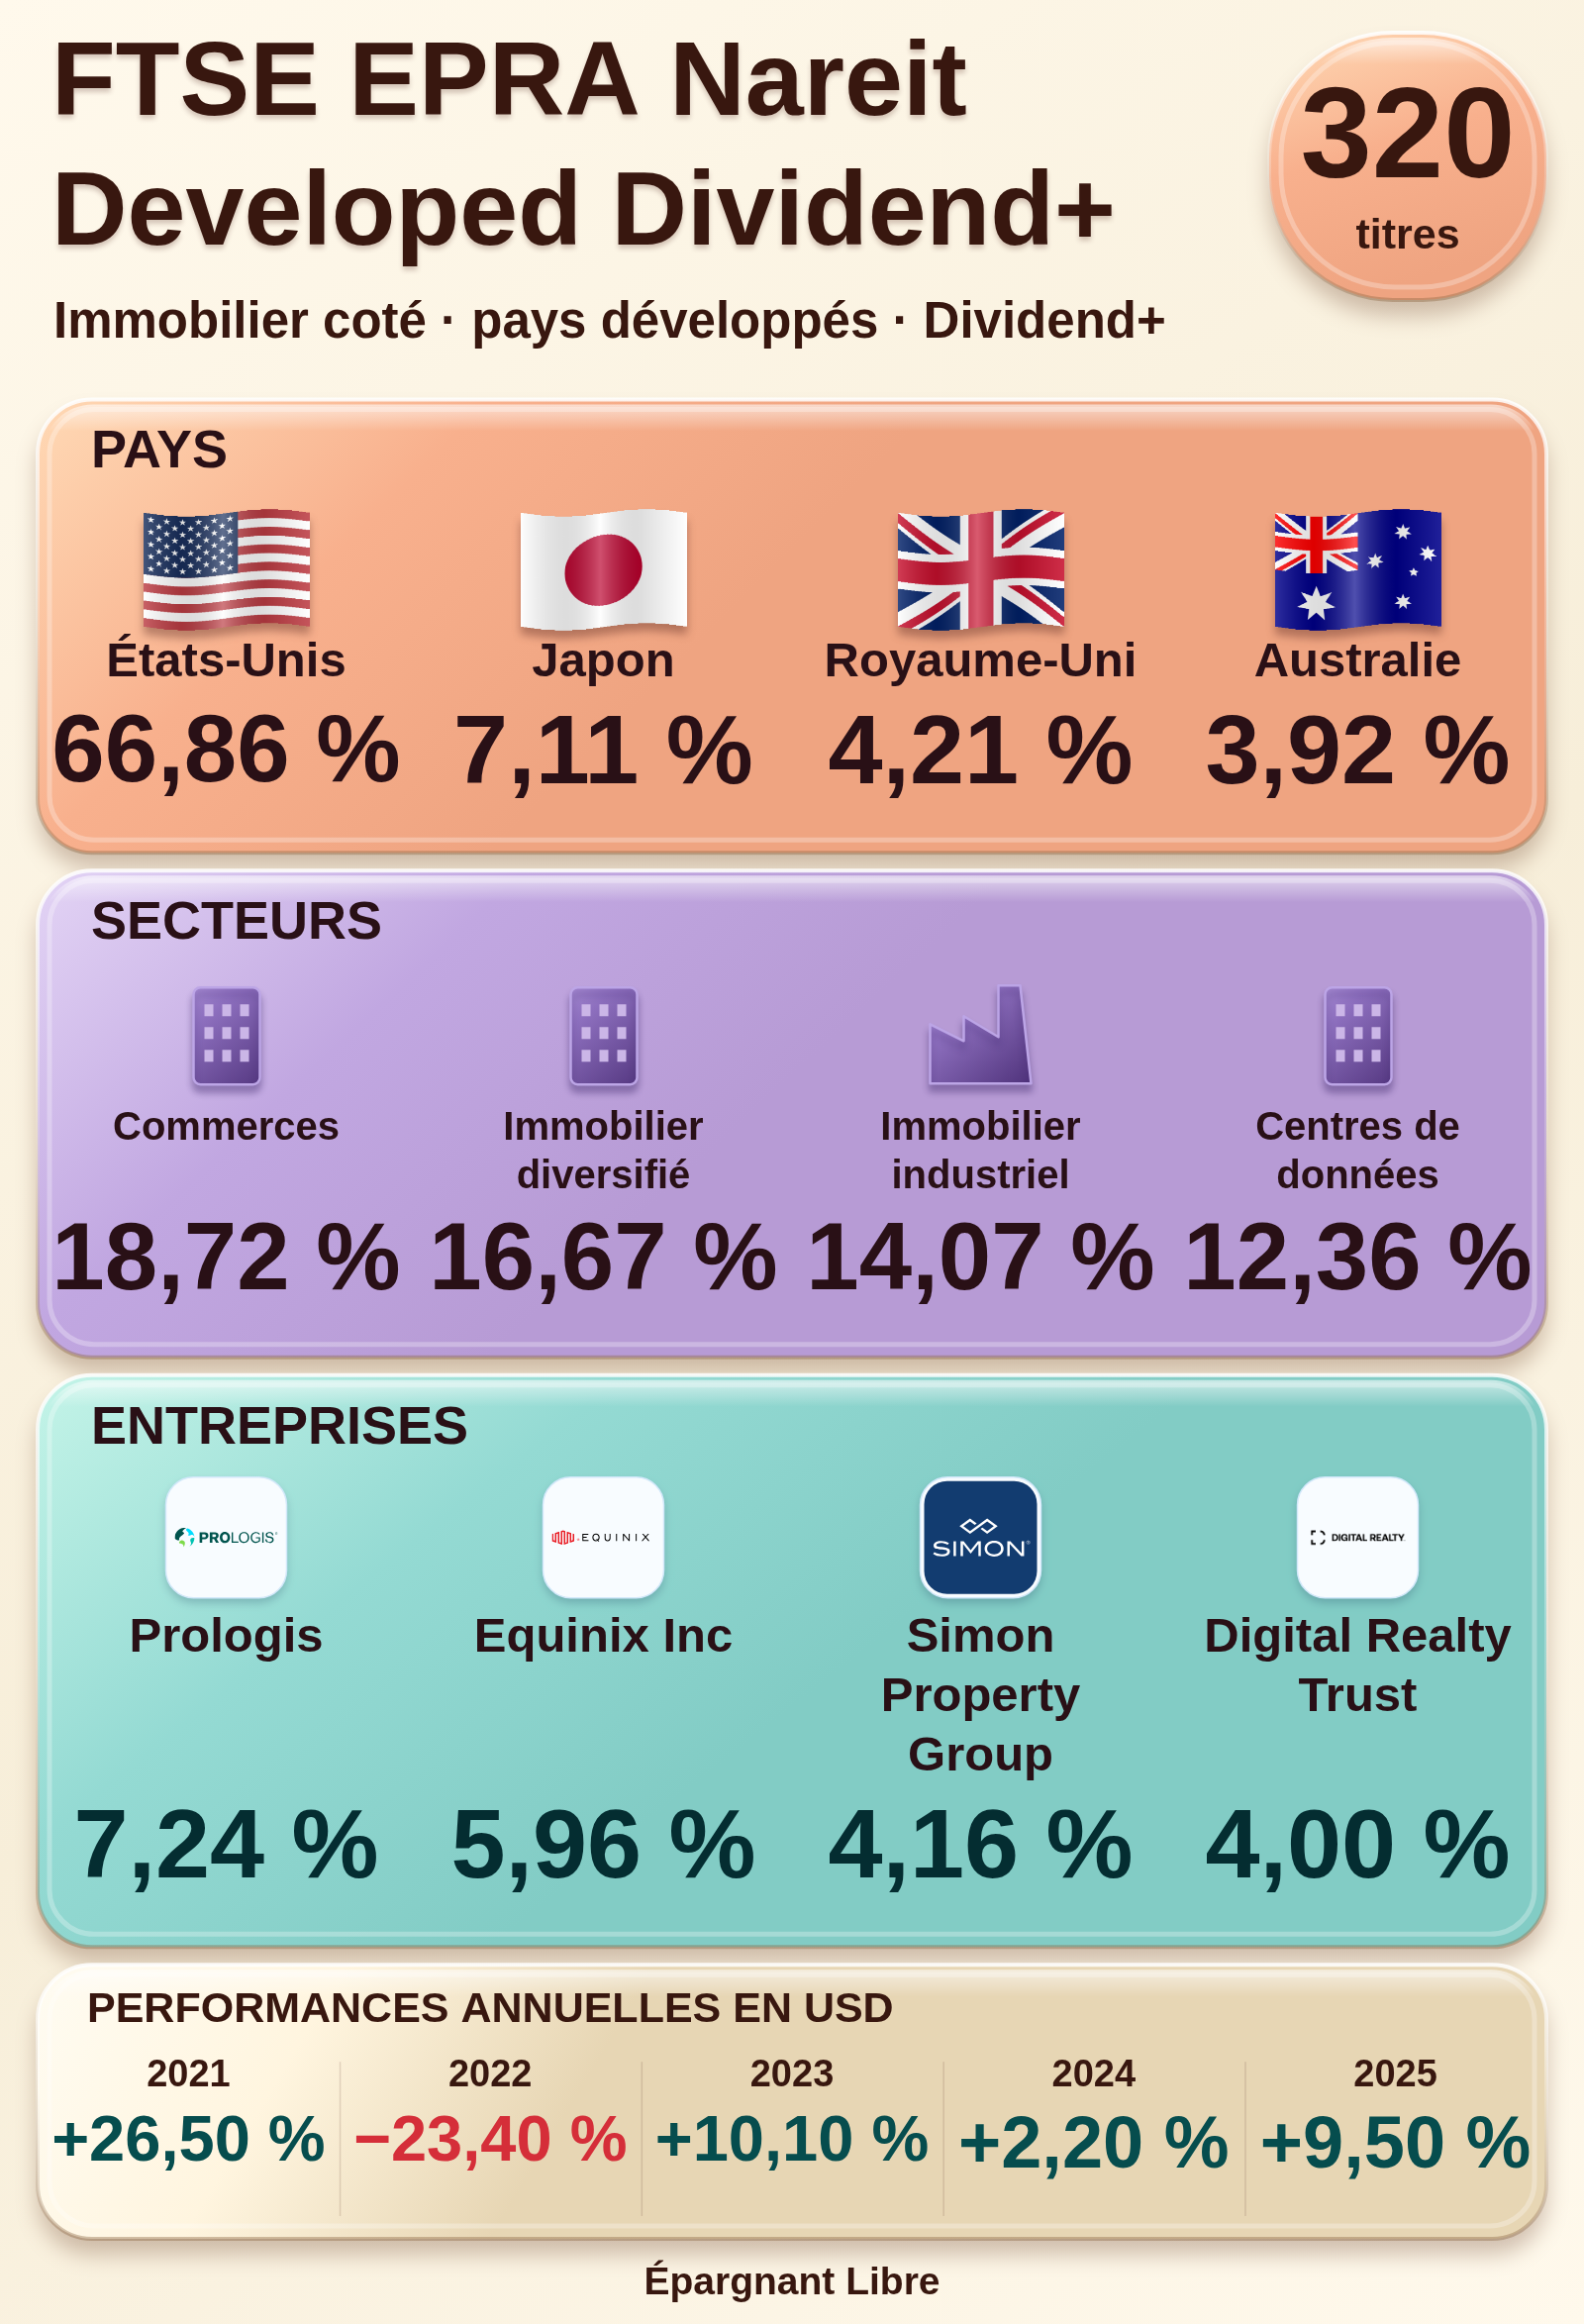 FTSE EPRA Nareit
Developed Dividend+
Immobilier coté · pays développés · Dividend+
320
titres
PAYS
États-Unis
66,86 %
Japon
7,11 %
Royaume-Uni
4,21 %
Australie
3,92 %
SECTEURS
Commerces
18,72 %
Immobilier
diversifié
16,67 %
Immobilier
industriel
14,07 %
Centres de
données
12,36 %
ENTREPRISES
PROLOGIS
Prologis
7,24 %
EQUINIX
Equinix Inc
5,96 %
SIMON
Simon
Property
Group
4,16 %
DIGITAL REALTY
Digital Realty
Trust
4,00 %
PERFORMANCES ANNUELLES EN USD
2021
+26,50 %
2022
−23,40 %
2023
+10,10 %
2024
+2,20 %
2025
+9,50 %
Épargnant Libre